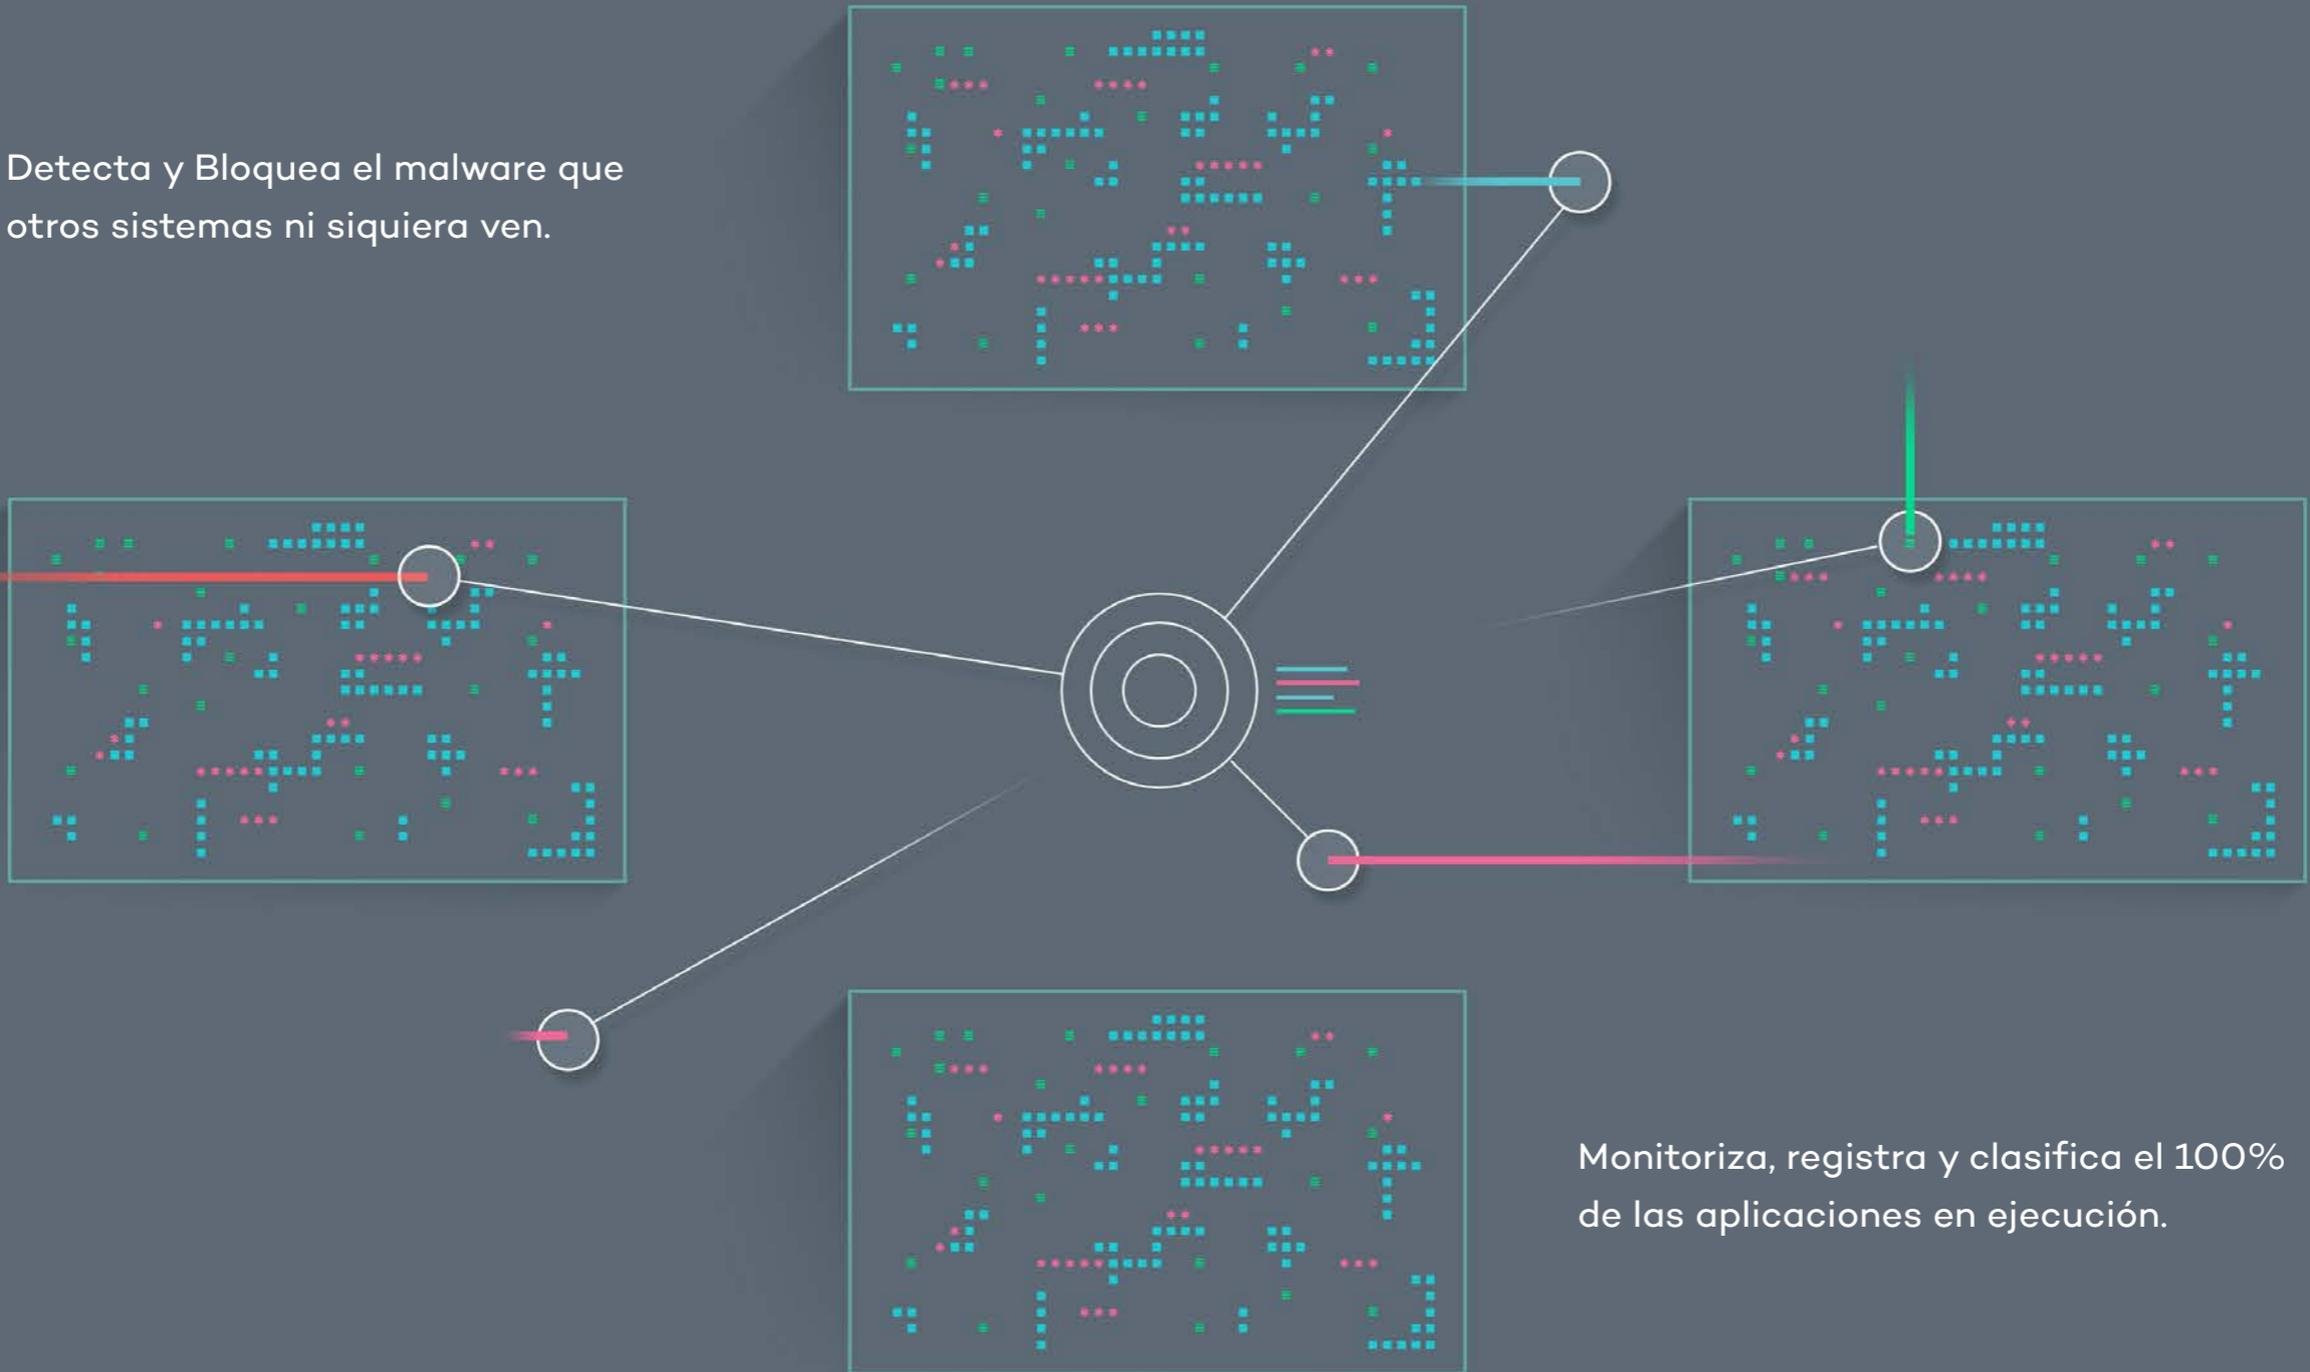 Detecta y Bloquea el malware que
otros sistemas ni siquiera ven.
Monitoriza, registra y clasifica el 100%
de las aplicaciones en ejecución.